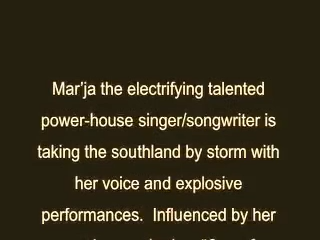 Mar'ja the electrifying talented
power-house singer/songwriter is
taking the southland by storm with
her voice and explosive
performances. Influenced by her